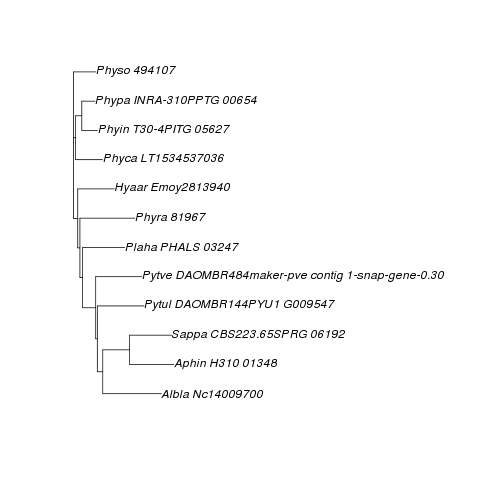 Physo 494107
Phypa INRA-310PPTG 00654
Phyin T30-4PITG 05627
Phyca LT1534537036
Hyaar Emoy2813940
Phyra 81967
Plaha PHALS 03247
Pytve DAOMBR484maker-pve contig 1-snap-gene-0.30
Pytul DAOMBR144PYU1 G009547
Sappa CBS223.65SPRG 06192
Aphin H310 01348
Albla Nc14009700